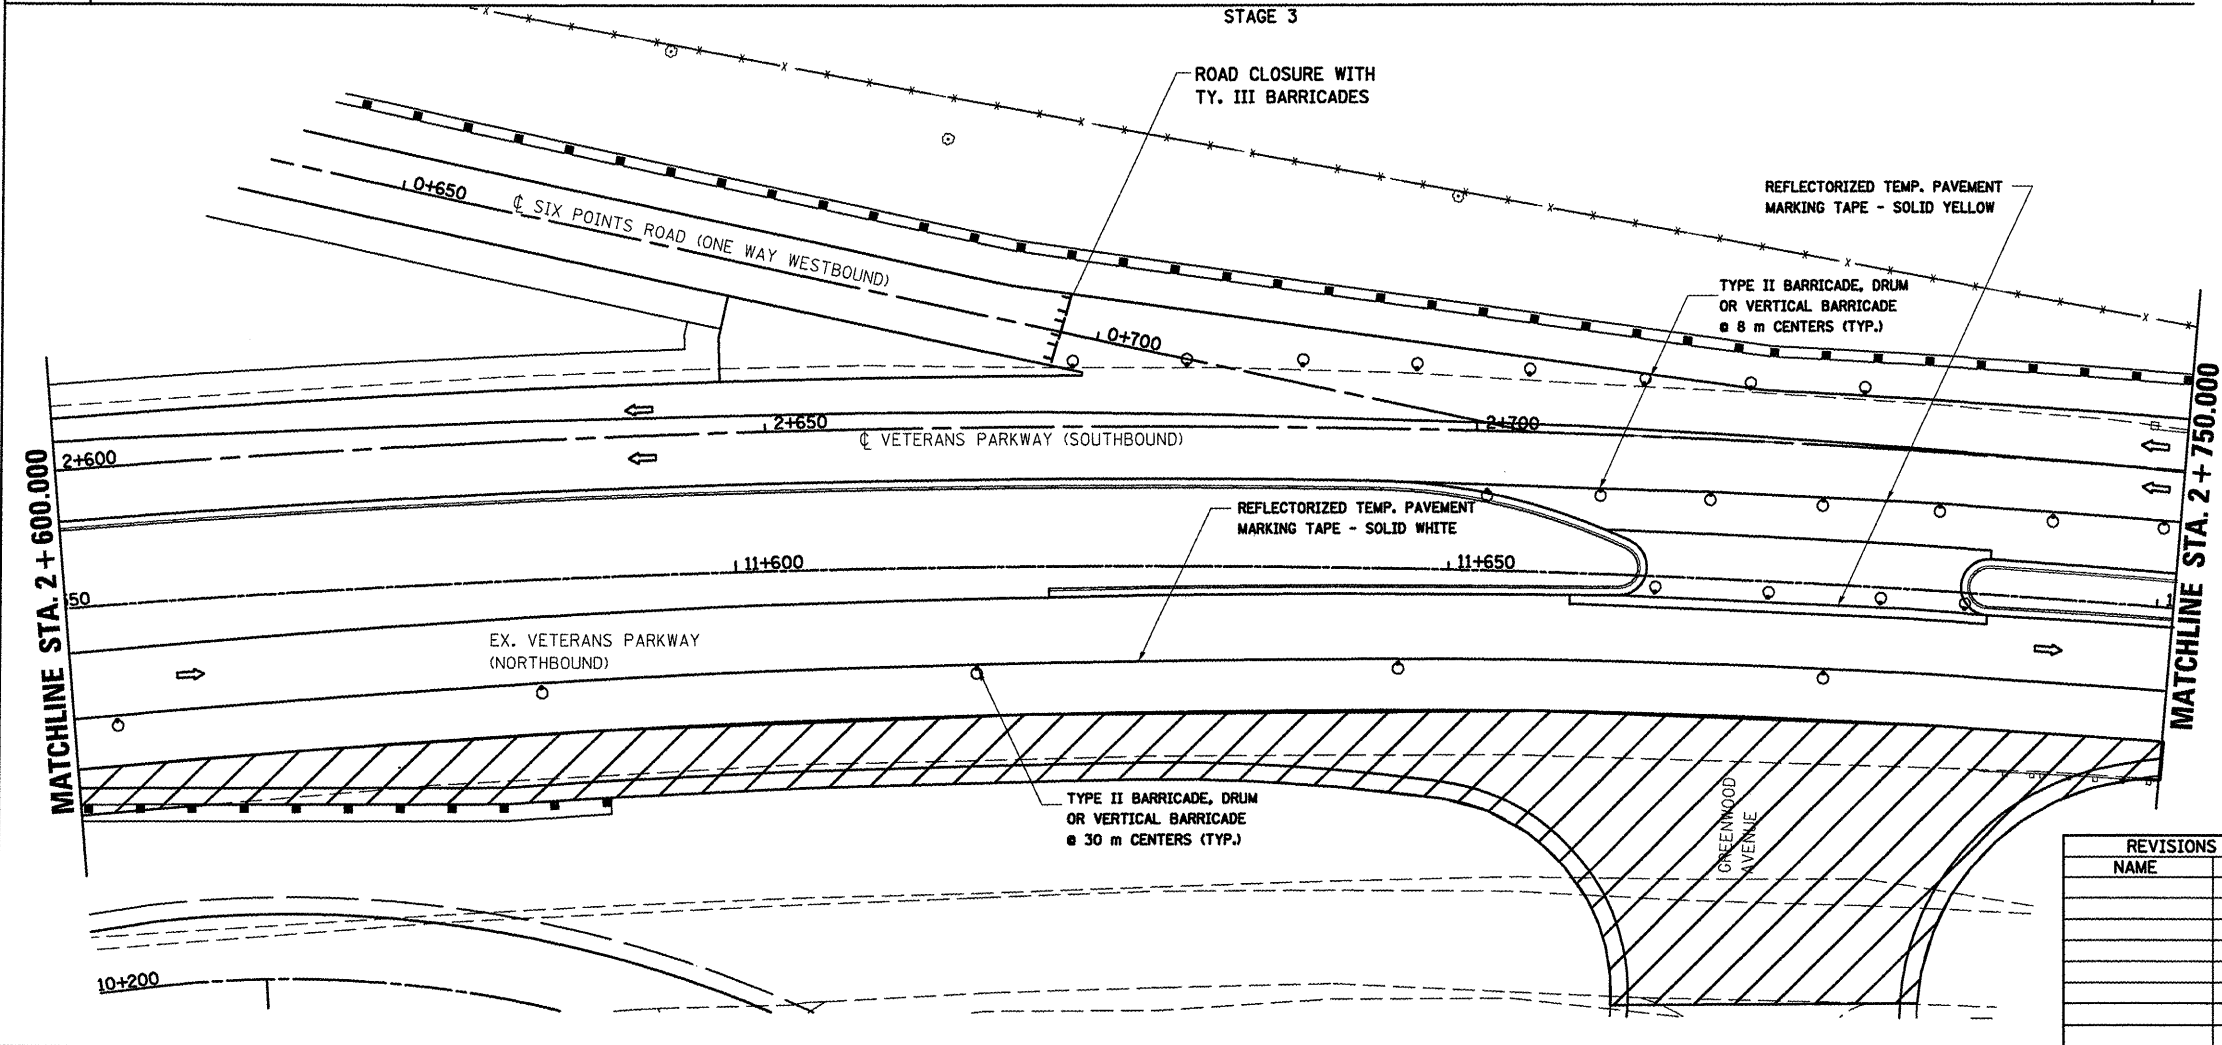 STAGE 3
ROAD CLOSURE WITH
TY. III BARRICADES
REFLECTORIZED TEMP. PAVEMENT
MARKING TAPE - SOLID YELLOW
0+650
℄ SIX POINTS ROAD (ONE WAY WESTBOUND)
TYPE II BARRICADE, DRUM
OR VERTICAL BARRICADE
@ 8 m CENTERS (TYP.)
0+700
2+650
2+700
℄ VETERANS PARKWAY (SOUTHBOUND)
2+600
MATCHLINE STA. 2+600.000
MATCHLINE STA. 2+750.000
REFLECTORIZED TEMP. PAVEMENT
MARKING TAPE - SOLID WHITE
11+600
11+650
50
1
EX. VETERANS PARKWAY
(NORTHBOUND)
TYPE II BARRICADE, DRUM
OR VERTICAL BARRICADE
@ 30 m CENTERS (TYP.)
GREENWOOD
AVENUE
REVISIONS
NAME
10+200